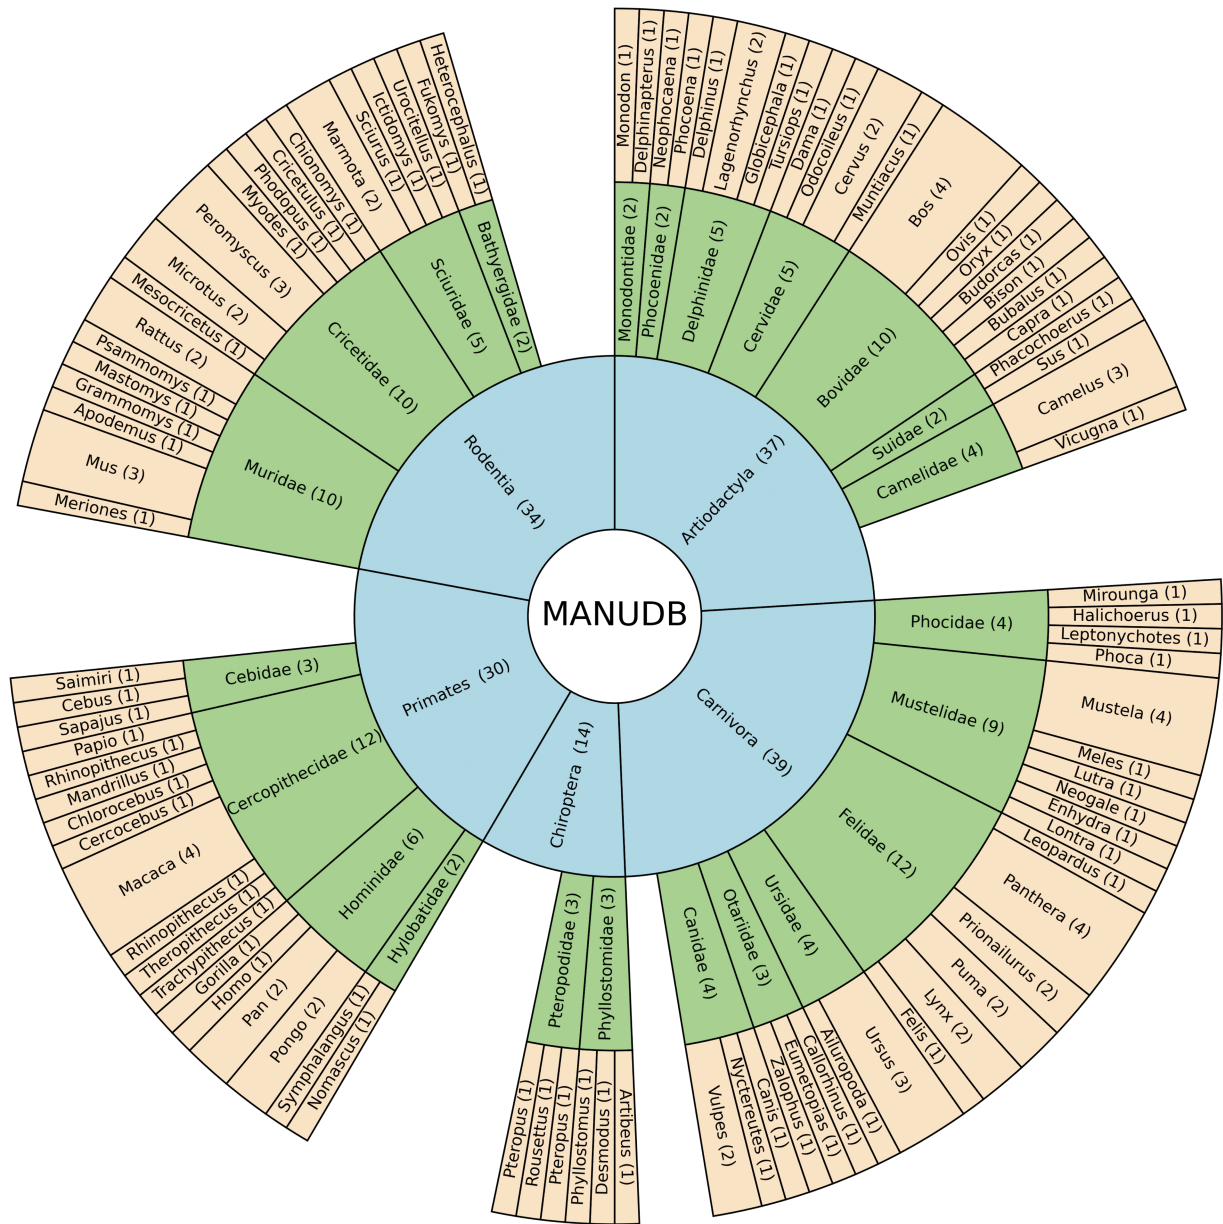 MANUDB
Artiodactyla (37)
Carnivora (39)
Chiroptera (14)
Primates (30)
Rodentia (34)
Monodontidae (2)
Phocoenidae (2)
Delphinidae (5)
Cervidae (5)
Bovidae (10)
Suidae (2)
Camelidae (4)
Phocidae (4)
Mustelidae (9)
Felidae (12)
Ursidae (4)
Otariidae (3)
Canidae (4)
Phyllostomidae (3)
Pteropodidae (3)
Hylobatidae (2)
Hominidae (6)
Cercopithecidae (12)
Cebidae (3)
Muridae (10)
Cricetidae (10)
Sciuridae (5)
Bathyergidae (2)
Monodon (1)
Delphinapterus (1)
Neophocaena (1)
Phocoena (1)
Delphinus (1)
Lagenorhynchus (2)
Globicephala (1)
Tursiops (1)
Dama (1)
Odocoileus (1)
Cervus (2)
Muntiacus (1)
Bos (4)
Ovis (1)
Oryx (1)
Budorcas (1)
Bison (1)
Bubalus (1)
Capra (1)
Phacochoerus (1)
Sus (1)
Camelus (3)
Vicugna (1)
Mirounga (1)
Halichoerus (1)
Leptonychotes (1)
Phoca (1)
Mustela (4)
Meles (1)
Lutra (1)
Neogale (1)
Enhydra (1)
Lontra (1)
Leopardus (1)
Panthera (4)
Prionailurus (2)
Puma (2)
Lynx (2)
Felis (1)
Ursus (3)
Ailuropoda (1)
Callorhinus (1)
Eumetopias (1)
Zalophus (1)
Canis (1)
Nyctereutes (1)
Vulpes (2)
Artibeus (1)
Desmodus (1)
Phyllostomus (1)
Pteropus (1)
Rousettus (1)
Pteropus (1)
Nomascus (1)
Symphalangus (1)
Pongo (2)
Pan (2)
Homo (1)
Gorilla (1)
Trachypithecus (1)
Theropithecus (1)
Rhinopithecus (1)
Macaca (4)
Cercocebus (1)
Chlorocebus (1)
Mandrillus (1)
Rhinopithecus (1)
Papio (1)
Sapajus (1)
Cebus (1)
Saimiri (1)
Meriones (1)
Mus (3)
Apodemus (1)
Grammomys (1)
Mastomys (1)
Psammomys (1)
Rattus (2)
Mesocricetus (1)
Microtus (2)
Peromyscus (3)
Myodes (1)
Phodopus (1)
Cricetulus (1)
Chionomys (1)
Marmota (2)
Sciurus (1)
Ictidomys (1)
Urocitellus (1)
Fukomys (1)
Heterocephalus (1)